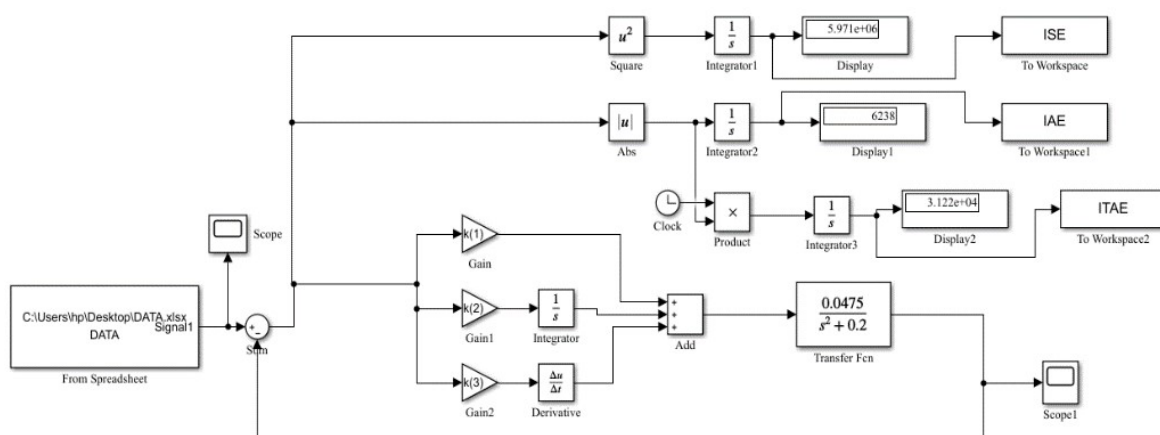 u²
Square
1
s
Integrator1
5.971e+06
Display
ISE
To Workspace
|u|
Abs
1
s
Integrator2
6238
Display1
IAE
To Workspace1
Clock
×
Product
1
s
Integrator3
3.122e+04
Display2
ITAE
To Workspace2
Scope
C:\Users\hp\Desktop\DATA.xlsx
Signal1
DATA
From Spreadsheet
+
-
Sum
k(1)
Gain
k(2)
Gain1
1
s
Integrator
k(3)
Gain2
Δu
Δt
Derivative
+
+
+
Add
0.0475
s² + 0.2
Transfer Fcn
Scope1